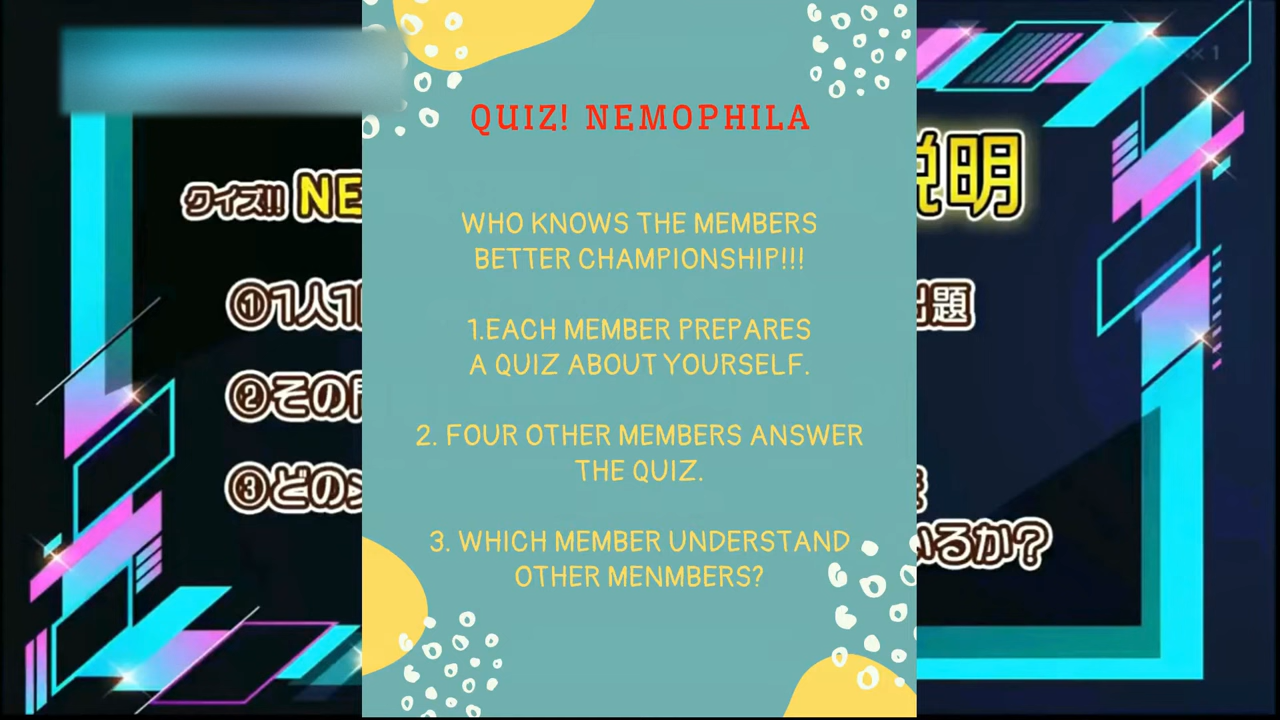 QUIZ! NEMOPHILA
WHO KNOWS THE MEMBERS
BETTER CHAMPIONSHIP!!!
1.EACH MEMBER PREPARES
A QUIZ ABOUT YOURSELF.
2. FOUR OTHER MEMBERS ANSWER
THE QUIZ.
3. WHICH MEMBER UNDERSTAND
OTHER MENMBERS?
クイズ!! NE
説明
①1人1
出題
②その
③どの
いるか?
× 1